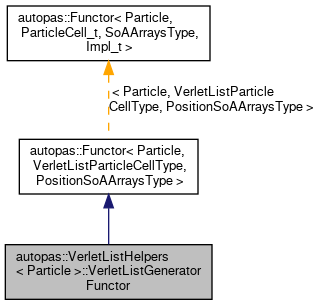 autopas::Functor< Particle,
ParticleCell_t, SoAArraysType,
Impl_t >
< Particle, VerletListParticle
CellType, PositionSoAArraysType >
autopas::Functor< Particle,
VerletListParticleCellType,
PositionSoAArraysType >
autopas::VerletListHelpers
< Particle >::VerletListGenerator
Functor